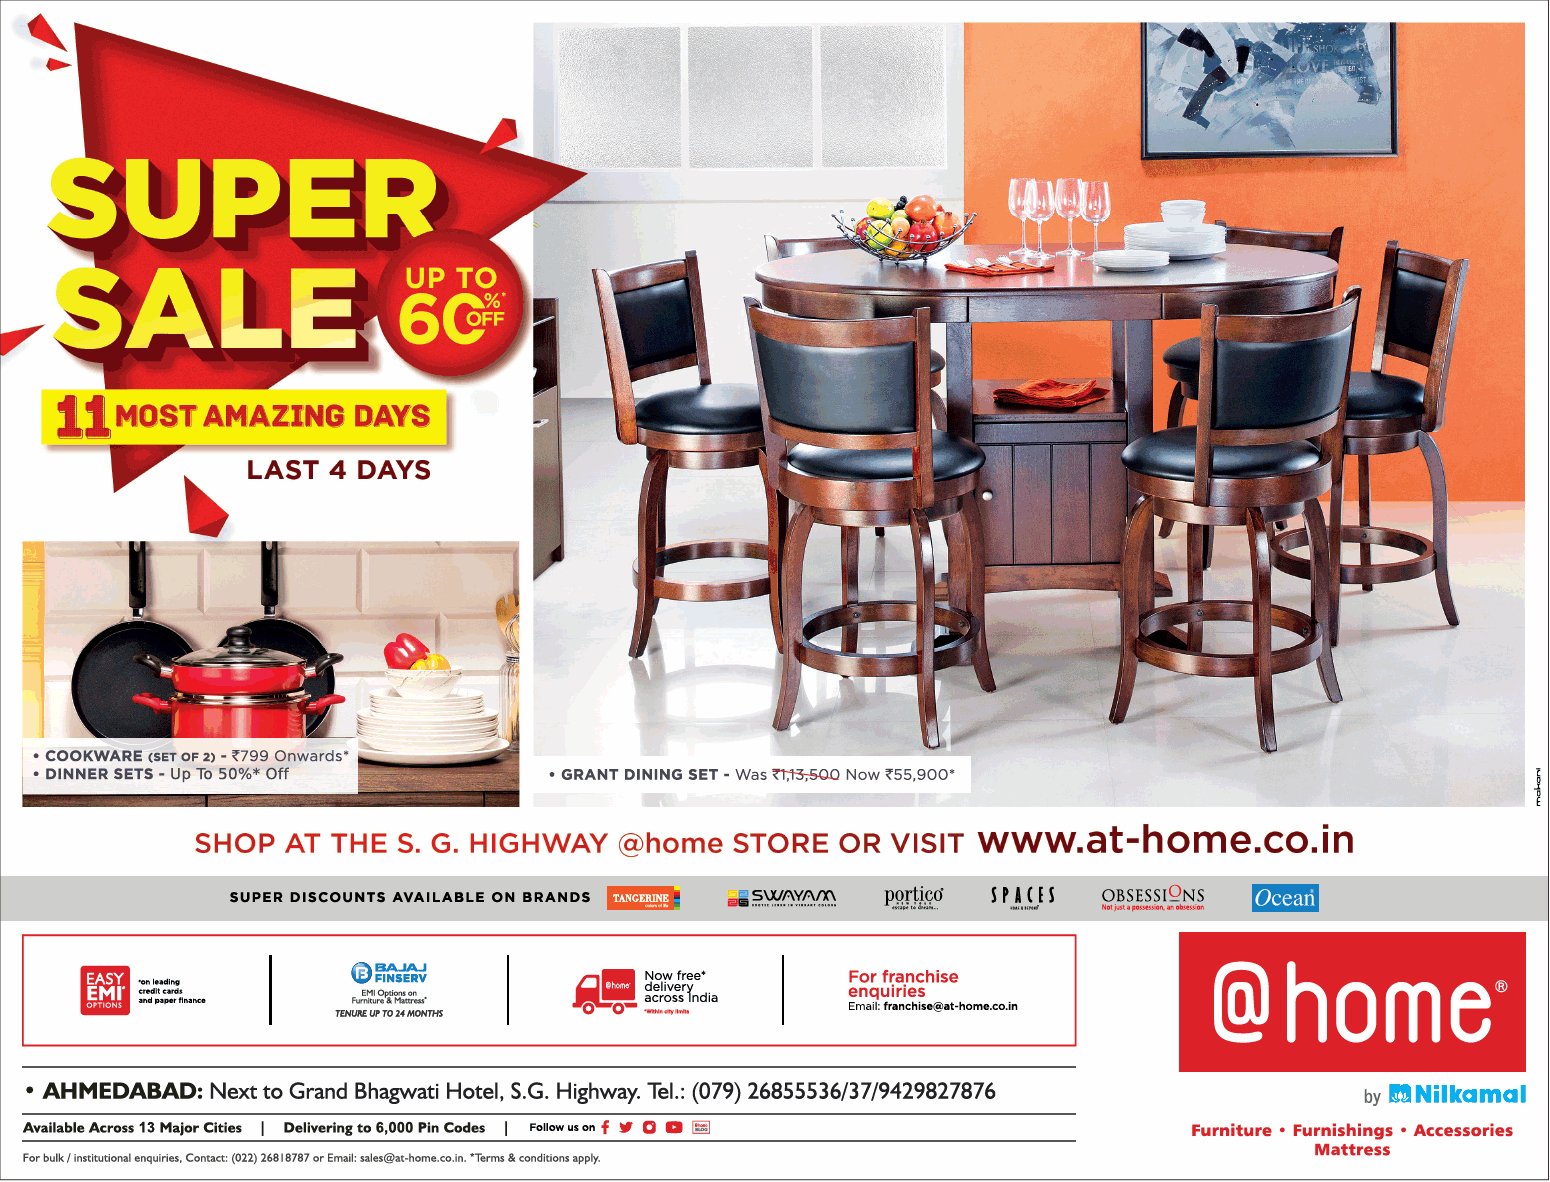 SUPER
SALE
UP TO
60%*
OFF
11 MOST AMAZING DAYS
LAST 4 DAYS
• COOKWARE (SET OF 2) - ₹799 Onwards*
• DINNER SETS - Up To 50%* Off
• GRANT DINING SET - Was ₹1,13,500 Now ₹55,900*
makani
SHOP AT THE S. G. HIGHWAY @home STORE OR VISIT www.at-home.co.in
SUPER DISCOUNTS AVAILABLE ON BRANDS
TANGERINE
SWAYAM
portico
NEW YORK
escape to dream...
SPACES
OBSESSIONS
Not just a possession, an obsession
Ocean
EASY
EMI*
OPTIONS
*on leading
credit cards
and paper finance
BAJAJ
FINSERV
EMI Options on
Furniture & Mattress*
TENURE UP TO 24 MONTHS
@home
Now free*
delivery
across India
*Within city limits
For franchise
enquiries
Email: franchise@at-home.co.in
@home®
by Nilkamal
Furniture • Furnishings • Accessories
Mattress
• AHMEDABAD: Next to Grand Bhagwati Hotel, S.G. Highway. Tel.: (079) 26855536/37/9429827876
Available Across 13 Major Cities | Delivering to 6,000 Pin Codes | Follow us on
For bulk / institutional enquiries, Contact: (022) 26818787 or Email: sales@at-home.co.in. *Terms & conditions apply.